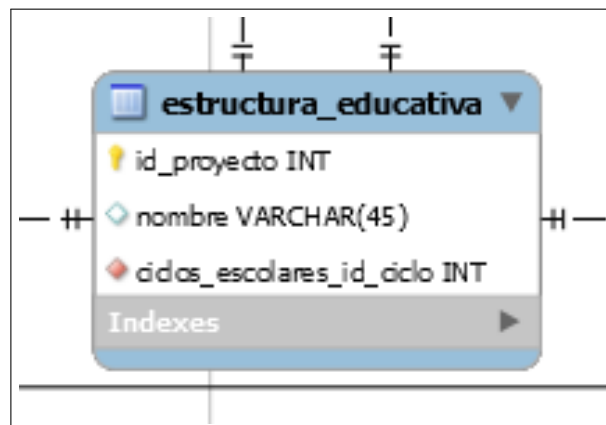 estructura_educativa
id_proyecto INT
nombre VARCHAR(45)
ciclos_escolares_id_ciclo INT
Indexes